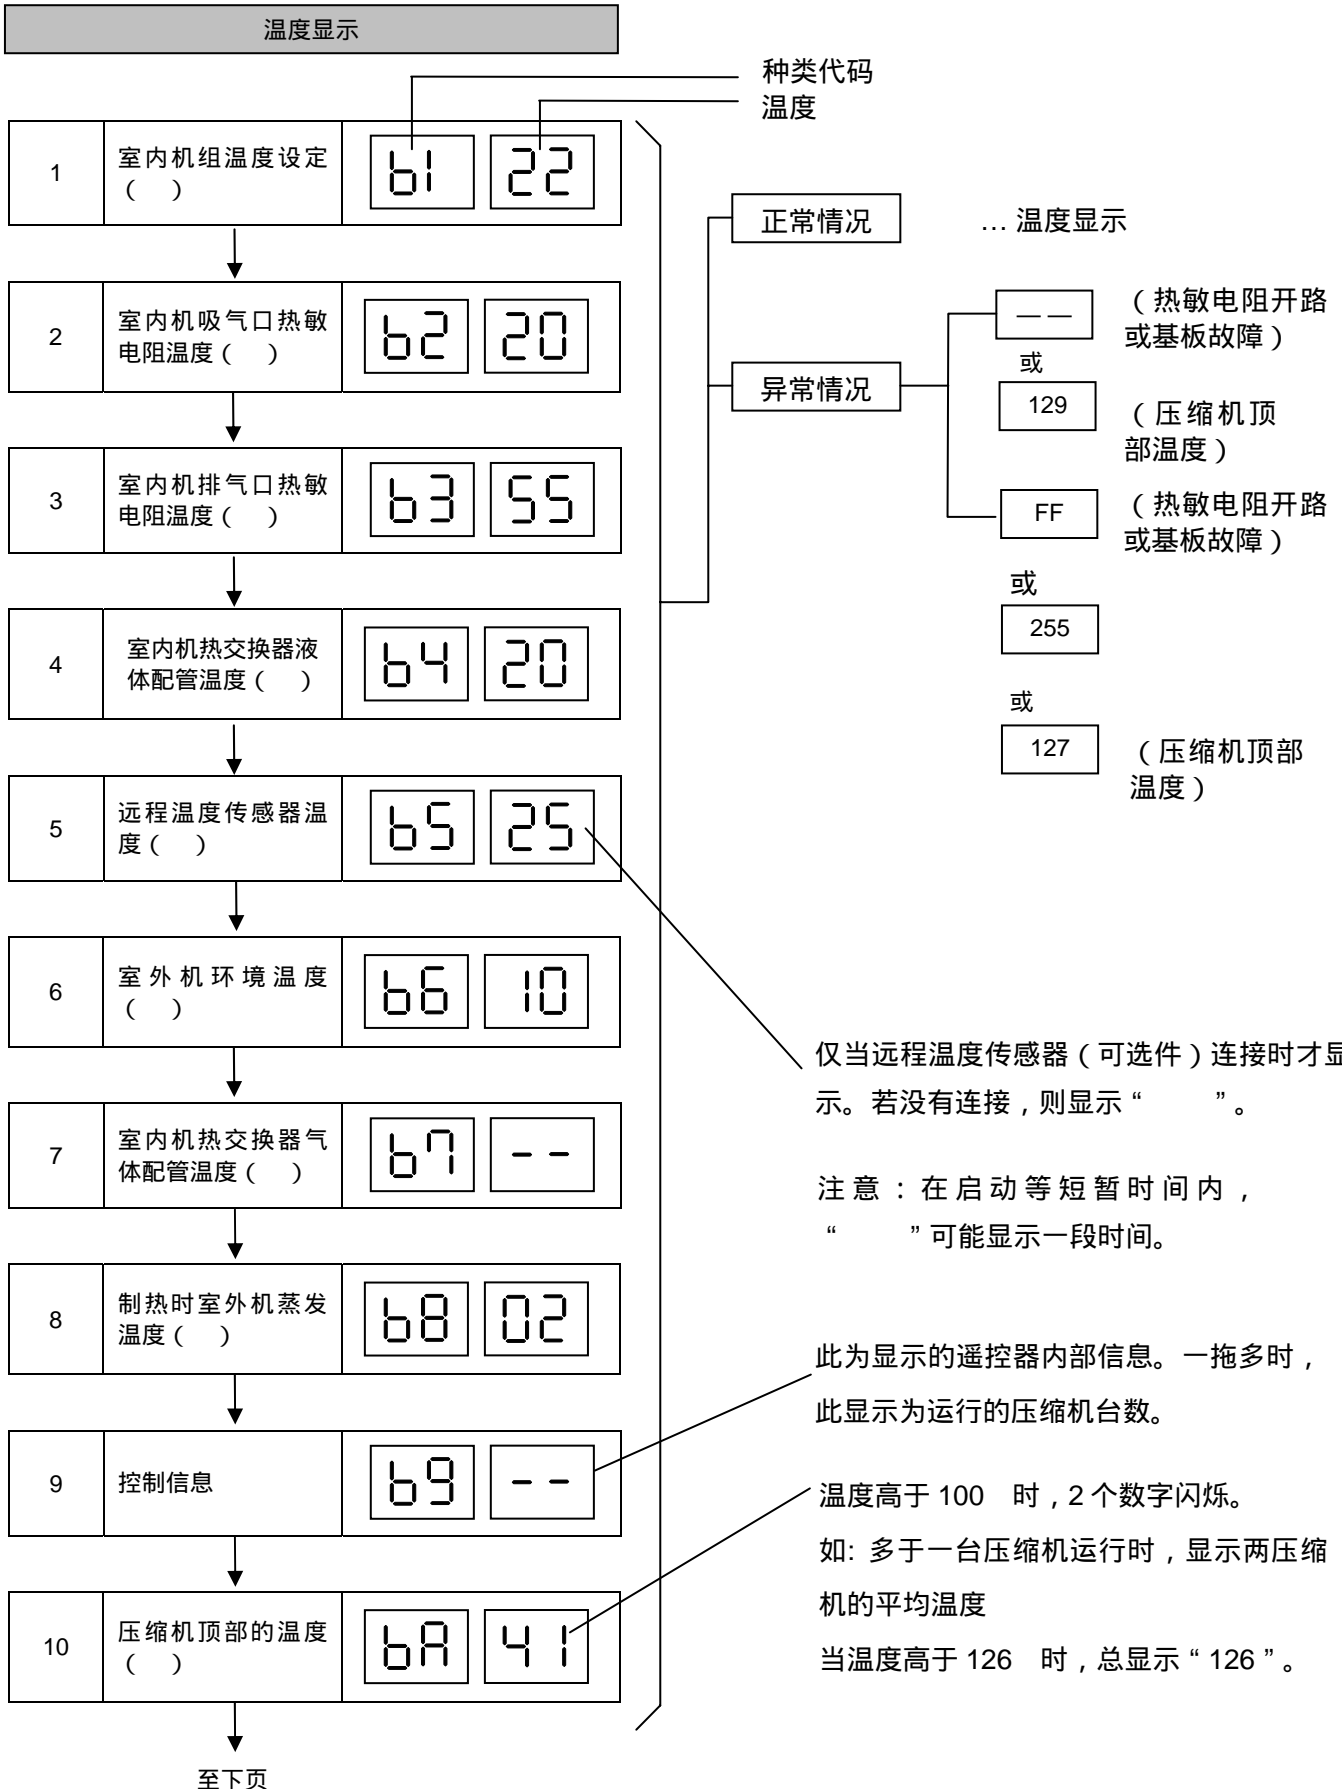 温度显示
种类代码
温度
1
室内机组温度设定
（ ）
b1 22
正常情况 … 温度显示
2
室内机吸气口热敏
电阻温度（ ）
b2 20
异常情况
－－
（热敏电阻开路
或基板故障）
或
129
（压缩机顶
部温度）
FF
（热敏电阻开路
或基板故障）
或
255
或
127
（压缩机顶部
温度）
3
室内机排气口热敏
电阻温度（ ）
b3 55
4
室内机热交换器液
体配管温度（ ）
b4 20
5
远程温度传感器温
度（ ）
b5 25
仅当远程温度传感器（可选件）连接时才显
示。若没有连接，则显示“ ”。
注意：在启动等短暂时间内，
“ ”可能显示一段时间。
6
室外机环境温度
（ ）
b6 10
7
室内机热交换器气
体配管温度（ ）
b7 --
8
制热时室外机蒸发
温度（ ）
b8 02
9
控制信息
b9 --
此为显示的遥控器内部信息。一拖多时，
此显示为运行的压缩机台数。
10
压缩机顶部的温度
（ ）
bA 41
温度高于 100 时，2 个数字闪烁。
如: 多于一台压缩机运行时，显示两压缩
机的平均温度
当温度高于 126 时，总显示“ 126 ”。
至下页